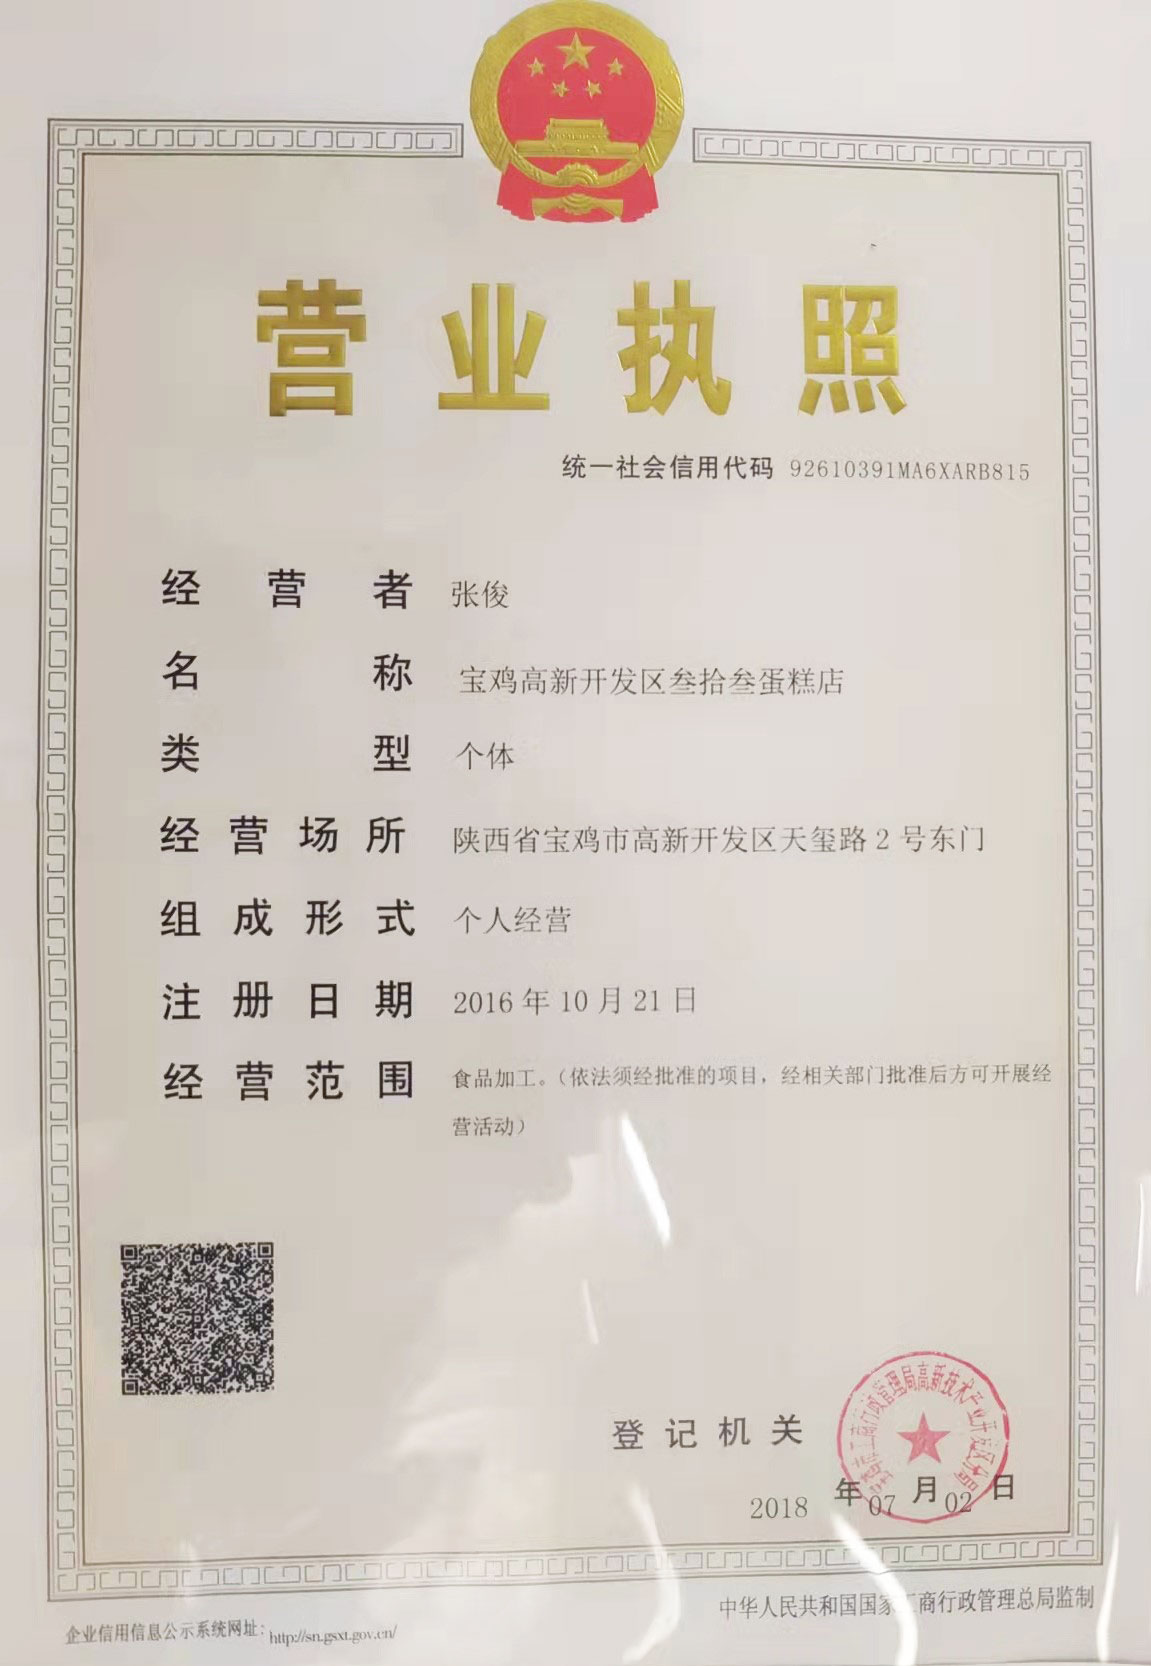 营业执照
统一社会信用代码 92610391MA6XARB815
经营者 张俊
名称 宝鸡高新开发区叁拾叁蛋糕店
类型 个体
经营场所 陕西省宝鸡市高新开发区天玺路2号东门
组成形式 个人经营
注册日期 2016年10月21日
经营范围 食品加工。（依法须经批准的项目，经相关部门批准后方可开展经
营活动）
登记机关
2018年07月02日
企业信用信息公示系统网址：http://sn.gsxt.gov.cn/
中华人民共和国国家工商行政管理总局监制